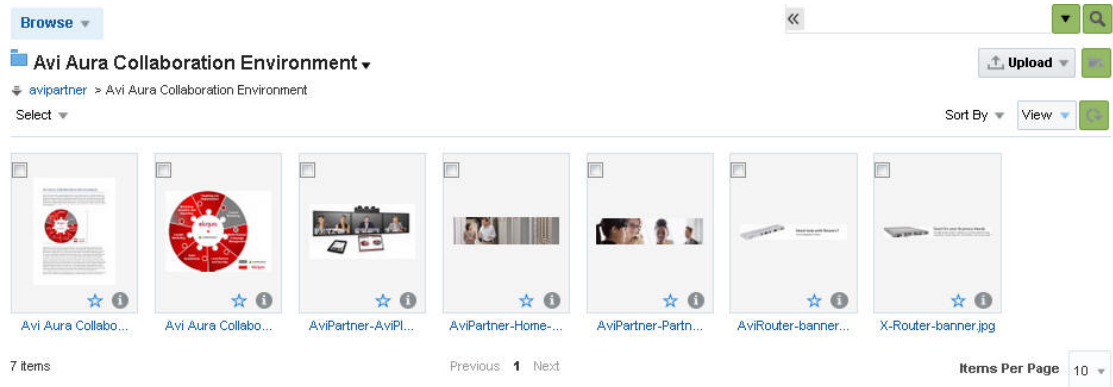 Browse
«
Avi Aura Collaboration Environment
Upload
avipartner > Avi Aura Collaboration Environment
Select
Sort By View
Avi Aura Collabo... Avi Aura Collabo... AviPartner-AviPl... AviPartner-Home-... AviPartner-Partn... AviRouter-banner... X-Router-banner.jpg
7 items Previous 1 Next Items Per Page 10